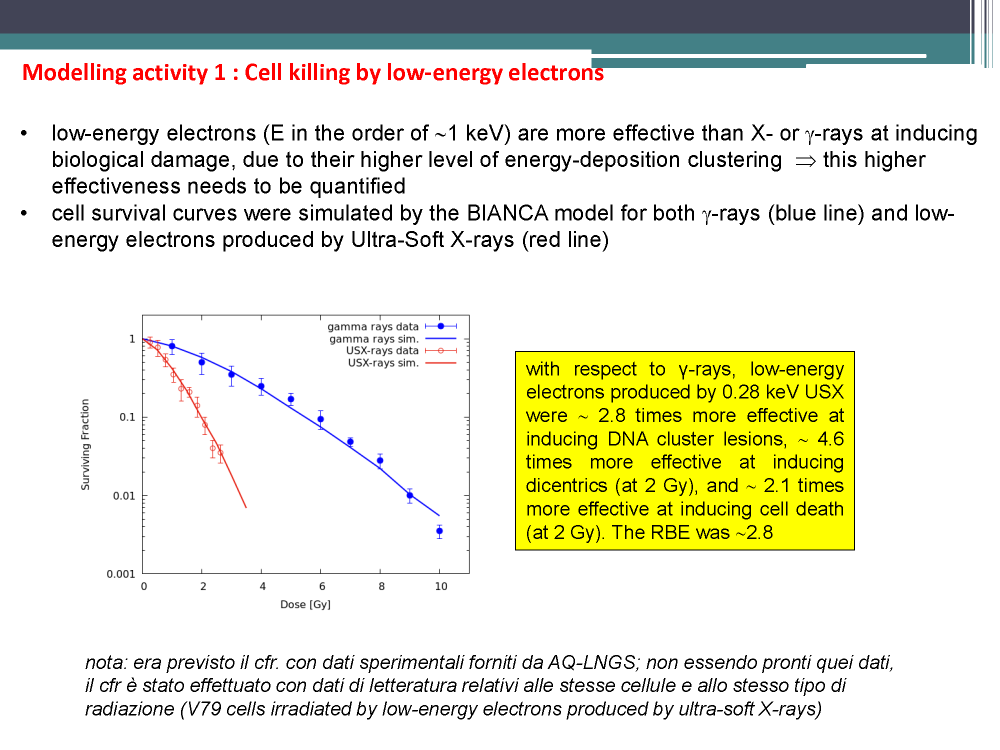 Modelling activity 1 : Cell killing by low-energy electrons
• low-energy electrons (E in the order of ~1 keV) are more effective than X- or γ-rays at inducing
biological damage, due to their higher level of energy-deposition clustering ⇒ this higher
effectiveness needs to be quantified
• cell survival curves were simulated by the BIANCA model for both γ-rays (blue line) and low-
energy electrons produced by Ultra-Soft X-rays (red line)
gamma rays data
gamma rays sim.
USX-rays data
USX-rays sim.
1
0.1
0.01
0.001
Surviving Fraction
0 2 4 6 8 10
Dose [Gy]
with respect to γ-rays, low-energy
electrons produced by 0.28 keV USX
were ~ 2.8 times more effective at
inducing DNA cluster lesions, ~ 4.6
times more effective at inducing
dicentrics (at 2 Gy), and ~ 2.1 times
more effective at inducing cell death
(at 2 Gy). The RBE was ~2.8
nota: era previsto il cfr. con dati sperimentali forniti da AQ-LNGS; non essendo pronti quei dati,
il cfr è stato effettuato con dati di letteratura relativi alle stesse cellule e allo stesso tipo di
radiazione (V79 cells irradiated by low-energy electrons produced by ultra-soft X-rays)